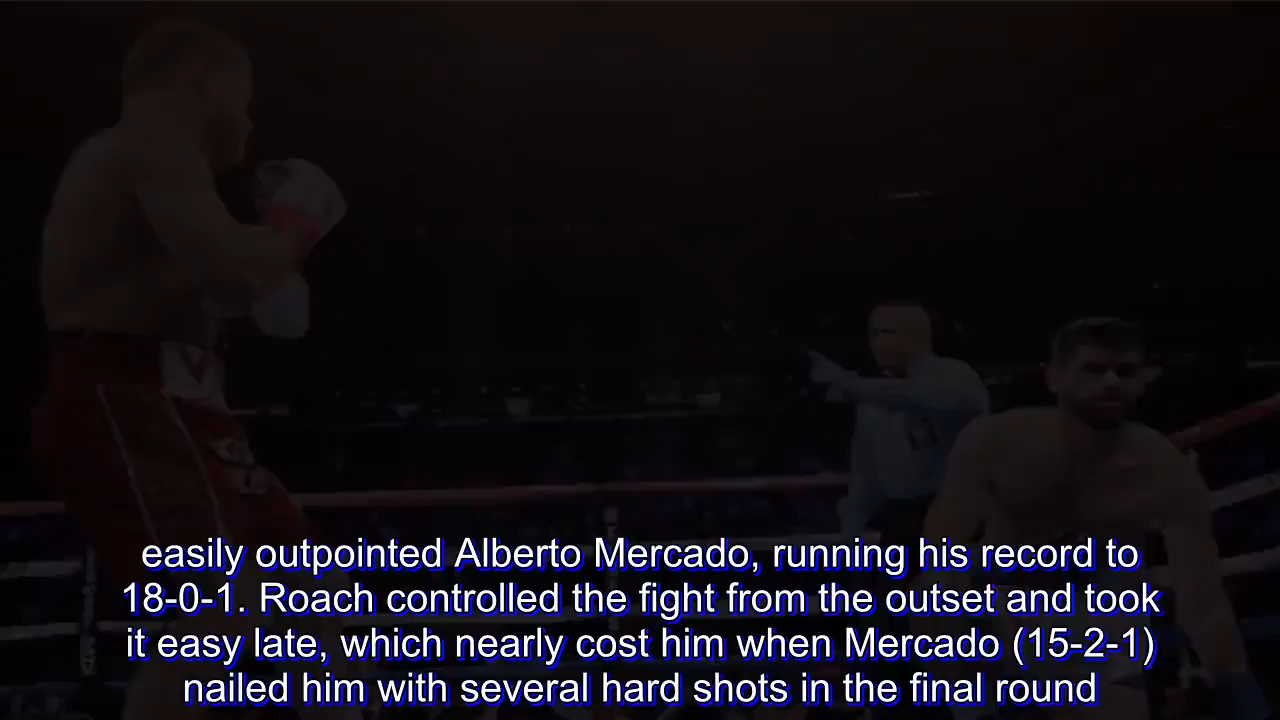 easily outpointed Alberto Mercado, running his record to
18-0-1. Roach controlled the fight from the outset and took
it easy late, which nearly cost him when Mercado (15-2-1)
nailed him with several hard shots in the final round